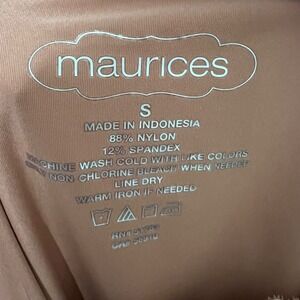 maurices
S
MADE IN INDONESIA
88% NYLON
12% SPANDEX
MACHINE WASH COLD WITH LIKE COLORS
NON CHLORINE BLEACH WHEN NEEDED
LINE DRY
WARM IRON IF NEEDED